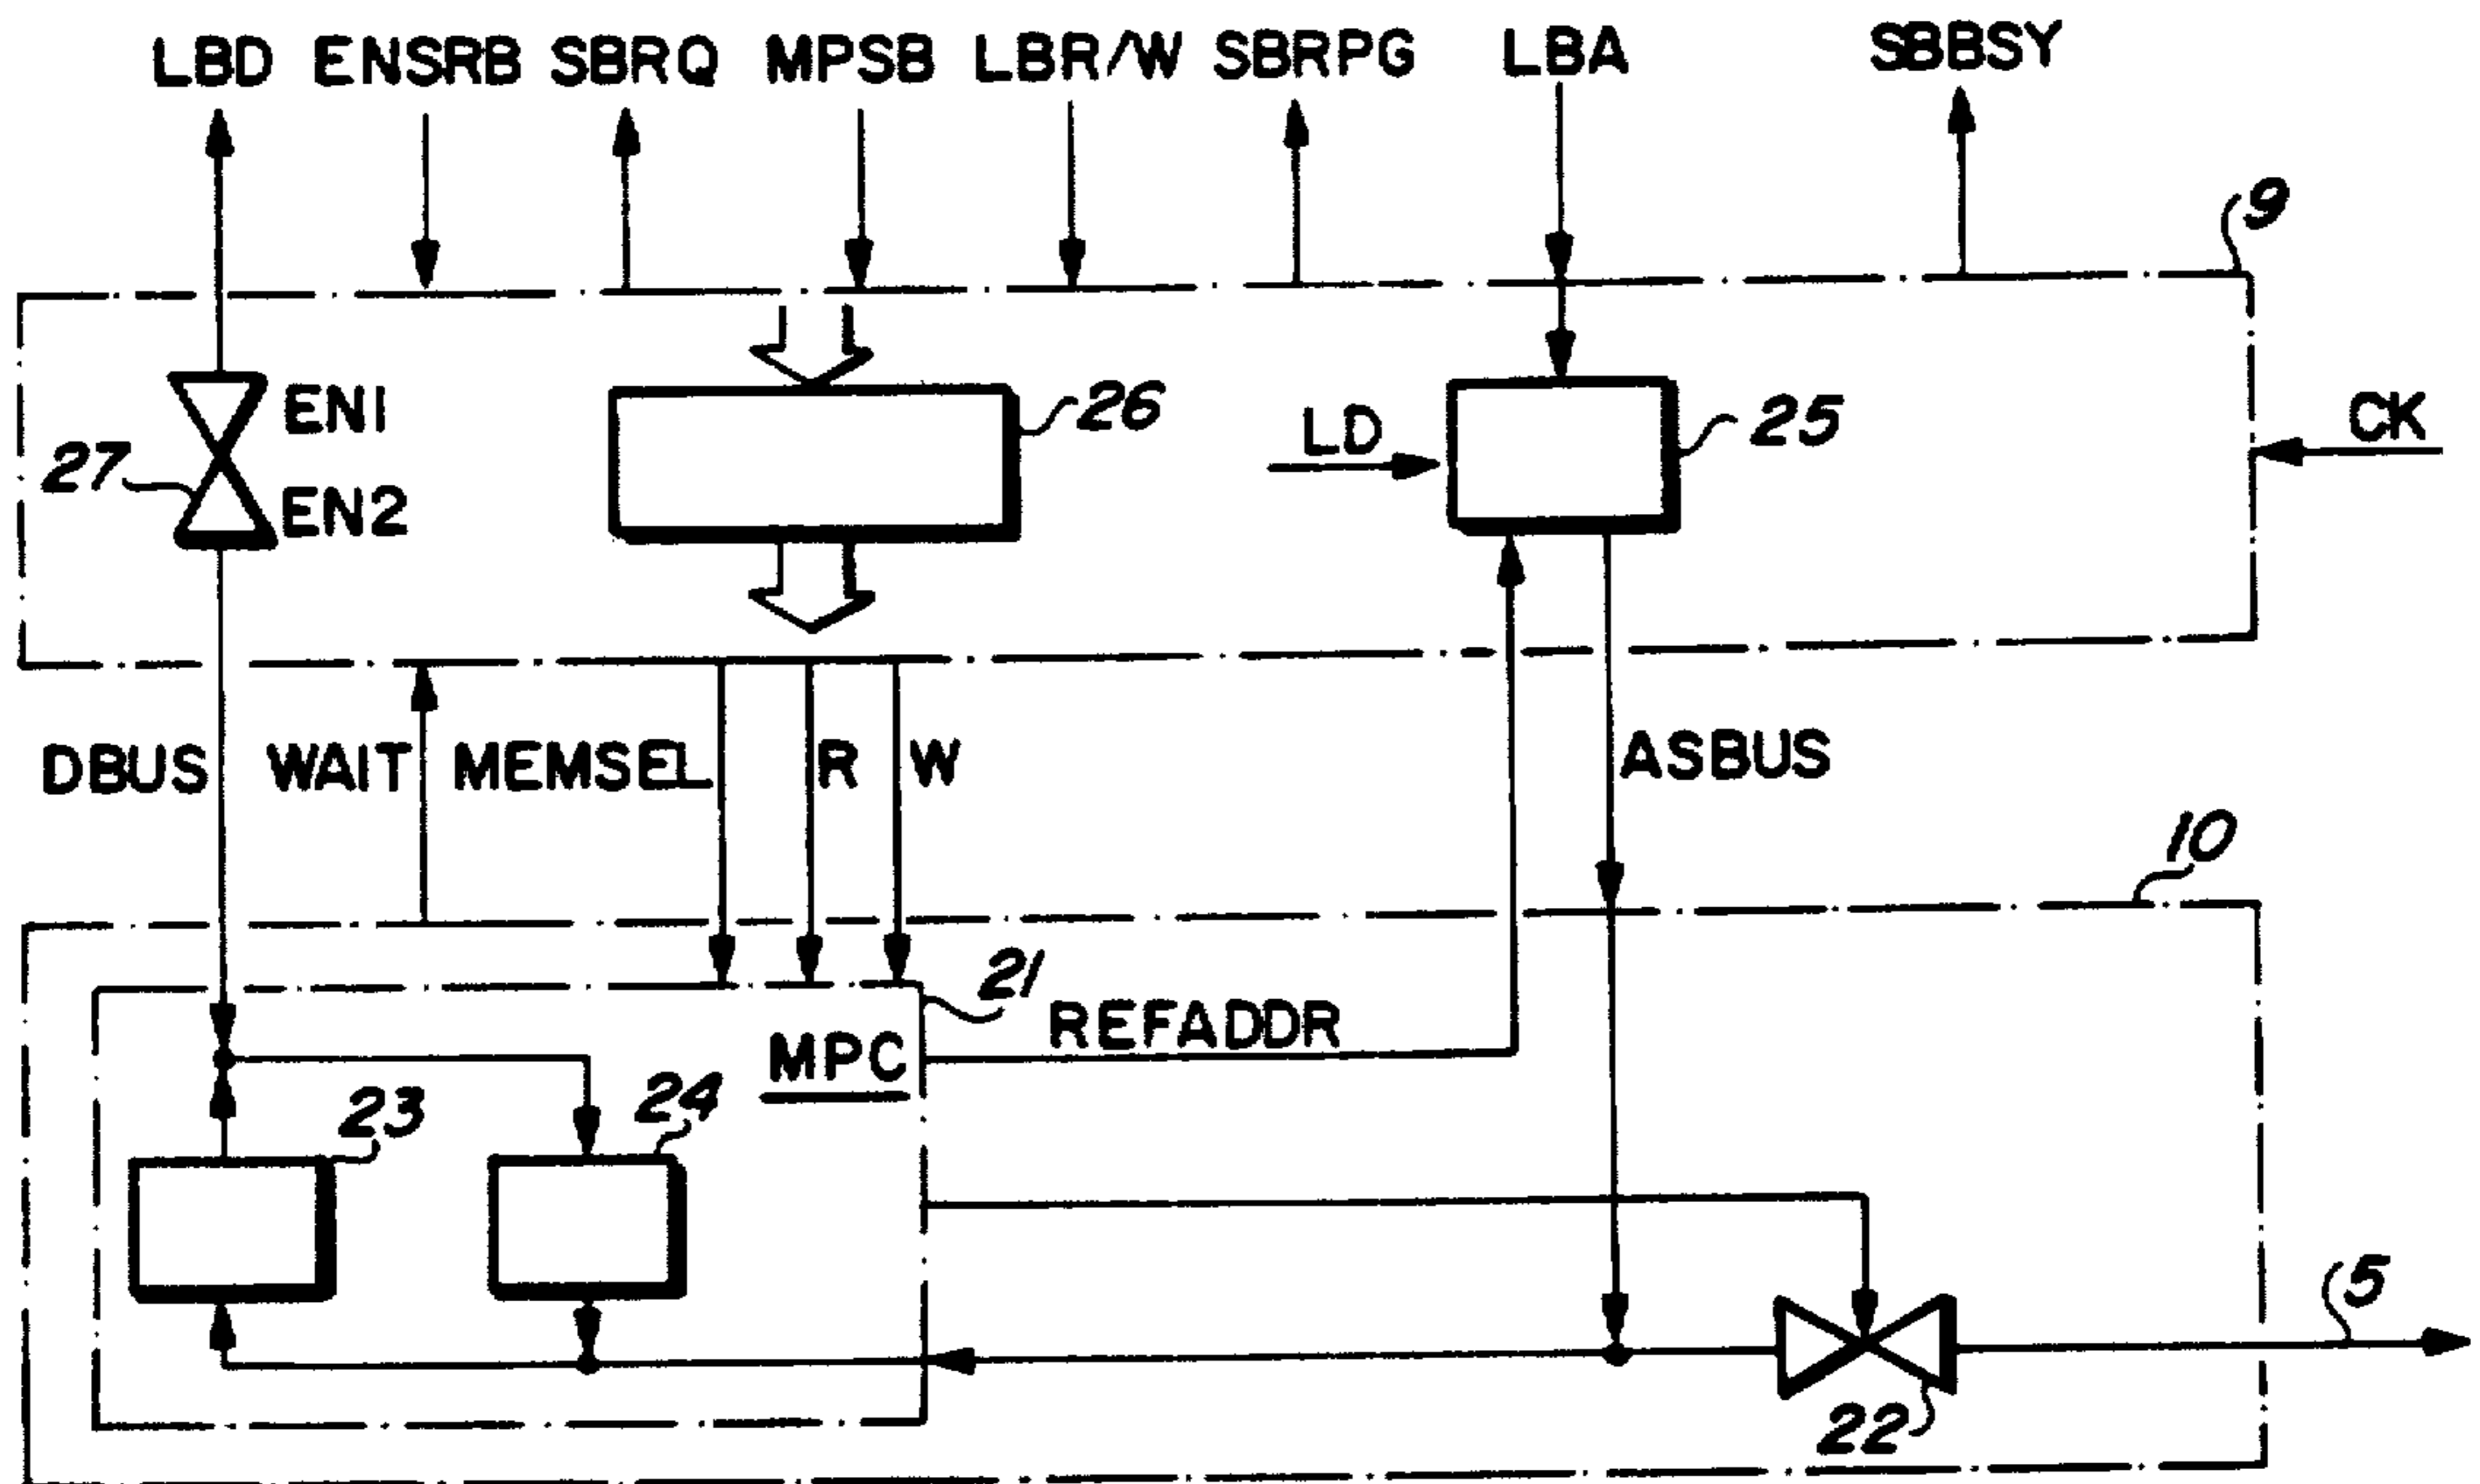 LBD ENSRB SBRQ MPSB LBR/W SBRPG LBA SBBSY
9
EN1
26
LD
25
CK
27
EN2
DBUS WAIT MEMSEL R W ASBUS
10
21
MPC
REFADDR
23
24
5
22